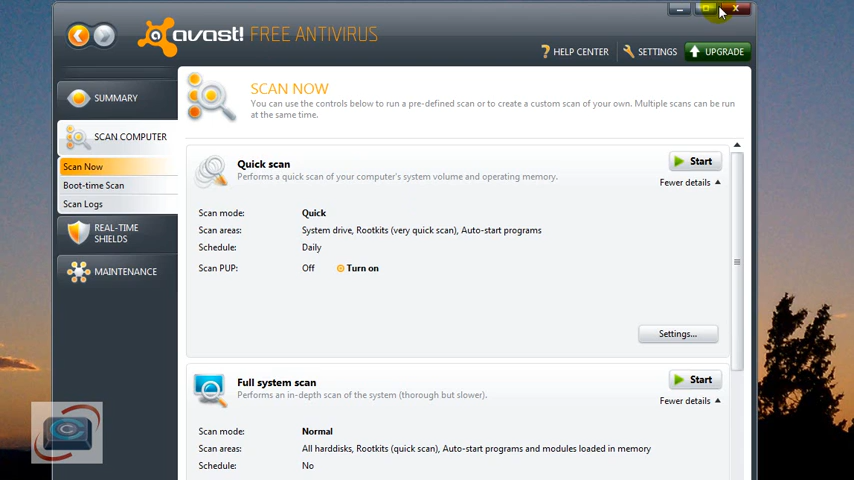 avast! FREE ANTIVIRUS
HELP CENTER
SETTINGS
UPGRADE
SUMMARY
SCAN COMPUTER
Scan Now
Boot-time Scan
Scan Logs
REAL-TIME
SHIELDS
MAINTENANCE
SCAN NOW
You can use the controls below to run a pre-defined scan or to create a custom scan of your own. Multiple scans can be run
at the same time.
Quick scan
Start
Performs a quick scan of your computer's system volume and operating memory.
Fewer details
Scan mode: Quick
Scan areas: System drive, Rootkits (very quick scan), Auto-start programs
Schedule: Daily
Scan PUP: Off Turn on
Settings...
Full system scan
Start
Performs an in-depth scan of the system (thorough but slower).
Fewer details
Scan mode: Normal
Scan areas: All harddisks, Rootkits (quick scan), Auto-start programs and modules loaded in memory
Schedule: No